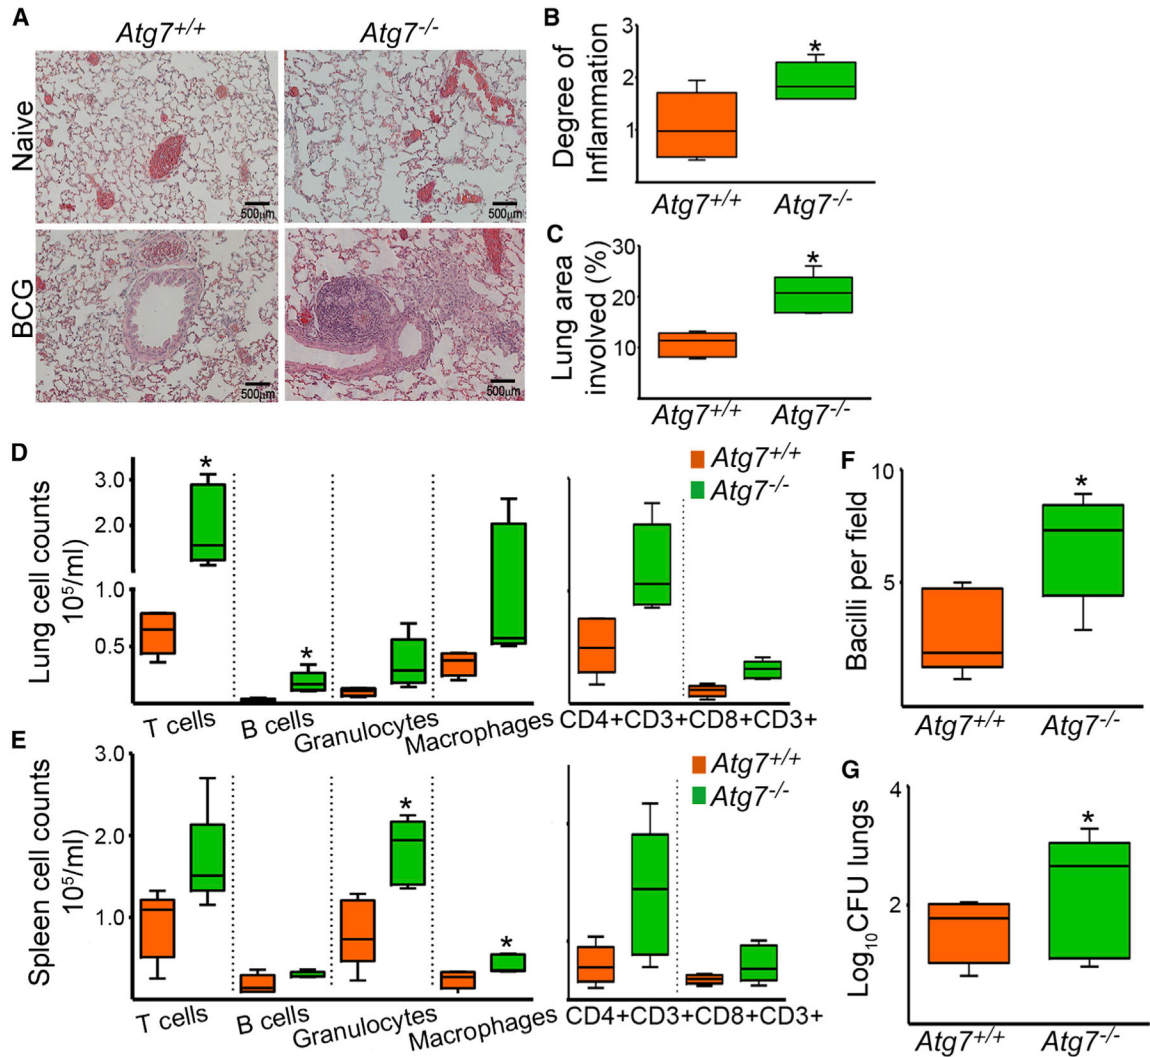 A
Atg7+/+
Atg7-/-
Naive
500µm
500µm
BCG
500µm
500µm
B
Degree of
Inflammation
3
2
1
*
Atg7+/+
Atg7-/-
C
Lung area
involved (%)
30
20
10
*
Atg7+/+
Atg7-/-
D
Lung cell counts
10⁵/ml)
3.0
2.0
1.0
0.5
*
*
T cells
B cells
Granulocytes
Macrophages
Atg7+/+
Atg7-/-
CD4+CD3+CD8+CD3+
E
Spleen cell counts
10⁵/ml)
3.0
2.0
1.0
*
*
T cells
B cells
Granulocytes
Macrophages
Atg7+/+
Atg7-/-
CD4+CD3+CD8+CD3+
F
Bacilli per field
10
5
*
Atg7+/+
Atg7-/-
G
Log₁₀CFU lungs
4
2
*
Atg7+/+
Atg7-/-